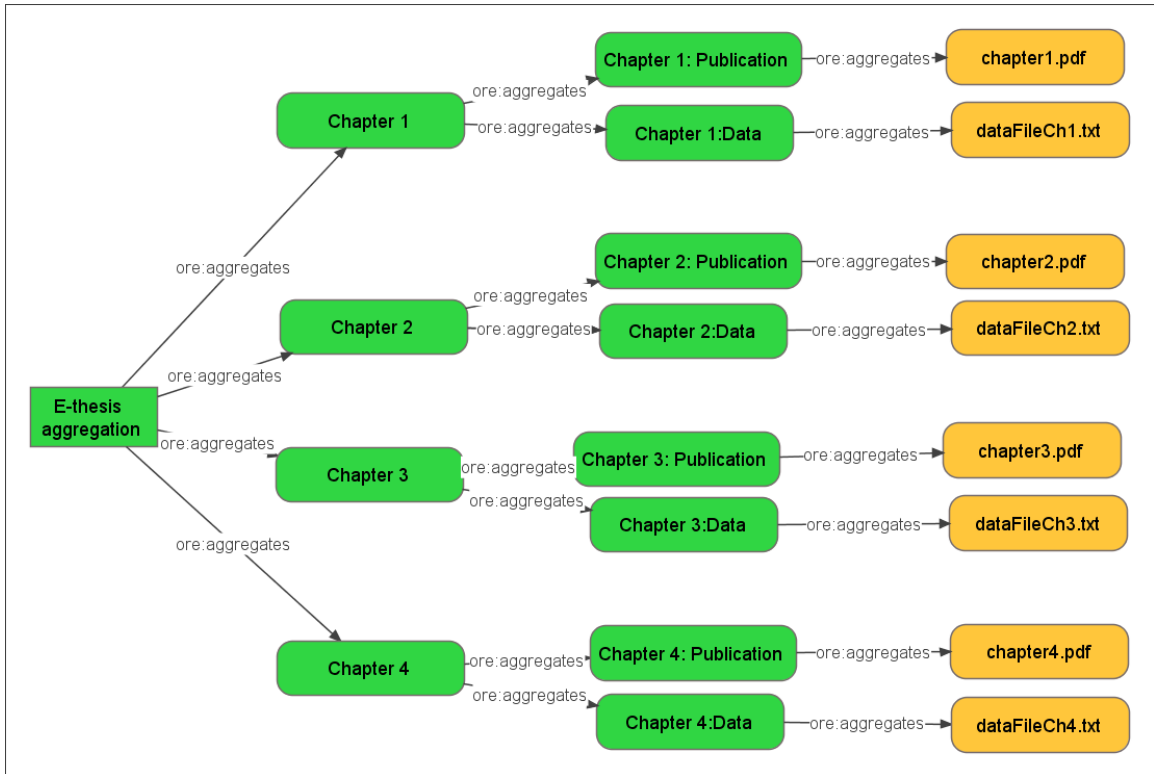 Chapter 1: Publication
ore:aggregates
chapter1.pdf
ore:aggregates
Chapter 1
ore:aggregates
Chapter 1:Data
ore:aggregates
dataFileCh1.txt
ore:aggregates
Chapter 2: Publication
ore:aggregates
chapter2.pdf
ore:aggregates
Chapter 2
ore:aggregates
Chapter 2:Data
ore:aggregates
dataFileCh2.txt
ore:aggregates
E-thesis
aggregation
ore:aggregates
Chapter 3
ore:aggregates
Chapter 3: Publication
ore:aggregates
chapter3.pdf
ore:aggregates
Chapter 3:Data
ore:aggregates
dataFileCh3.txt
ore:aggregates
Chapter 4
ore:aggregates
Chapter 4: Publication
ore:aggregates
chapter4.pdf
ore:aggregates
Chapter 4:Data
ore:aggregates
dataFileCh4.txt